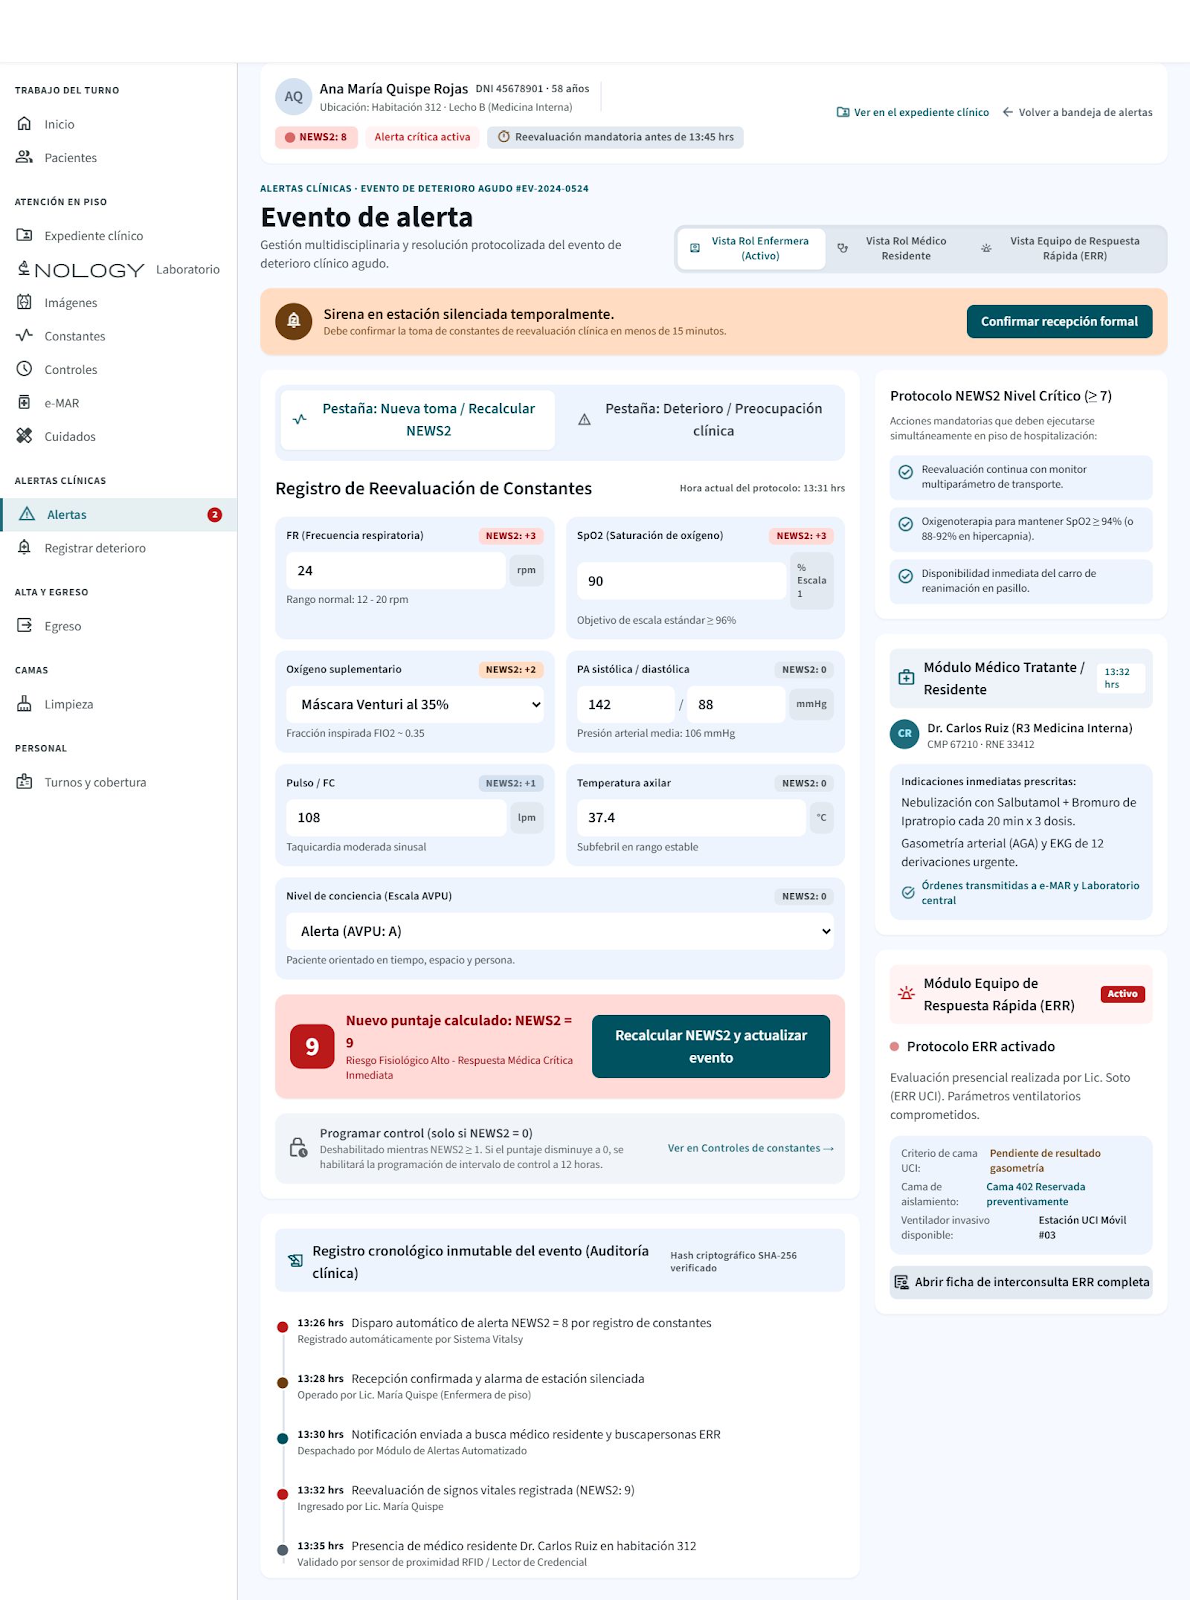 TRABAJO DEL TURNO
Inicio
Pacientes
ATENCIÓN EN PISO
Expediente clínico
NOLOGY Laboratorio
Imágenes
Constantes
Controles
e-MAR
Cuidados
ALERTAS CLÍNICAS
Alertas 2
Registrar deterioro
ALTA Y EGRESO
Egreso
CAMAS
Limpieza
PERSONAL
Turnos y cobertura
AQ
Ana María Quispe Rojas DNI 45678901 · 58 años
Ubicación: Habitación 312 · Lecho B (Medicina Interna)
NEWS2: 8 Alerta crítica activa Reevaluación mandatoria antes de 13:45 hrs
Ver en el expediente clínico ← Volver a bandeja de alertas
ALERTAS CLÍNICAS · EVENTO DE DETERIORO AGUDO #EV-2024-0524
Evento de alerta
Gestión multidisciplinaria y resolución protocolizada del evento de
deterioro clínico agudo.
Vista Rol Enfermera
(Activo)
Vista Rol Médico
Residente
Vista Equipo de Respuesta
Rápida (ERR)
Sirena en estación silenciada temporalmente.
Debe confirmar la toma de constantes de reevaluación clínica en menos de 15 minutos.
Confirmar recepción formal
Pestaña: Nueva toma / Recalcular
NEWS2
Pestaña: Deterioro / Preocupación
clínica
Registro de Reevaluación de Constantes
Hora actual del protocolo: 13:31 hrs
FR (Frecuencia respiratoria) NEWS2: +3
24 rpm
Rango normal: 12 - 20 rpm
SpO2 (Saturación de oxígeno) NEWS2: +3
90
%
Escala
1
Objetivo de escala estándar ≥ 96%
Oxígeno suplementario NEWS2: +2
Máscara Venturi al 35%
Fracción inspirada FIO2 ~ 0.35
PA sistólica / diastólica NEWS2: 0
142 / 88 mmHg
Presión arterial media: 106 mmHg
Pulso / FC NEWS2: +1
108 lpm
Taquicardia moderada sinusal
Temperatura axilar NEWS2: 0
37.4 °C
Subfebril en rango estable
Nivel de conciencia (Escala AVPU) NEWS2: 0
Alerta (AVPU: A)
Paciente orientado en tiempo, espacio y persona.
9
Nuevo puntaje calculado: NEWS2 =
9
Riesgo Fisiológico Alto - Respuesta Médica Crítica
Inmediata
Recalcular NEWS2 y actualizar
evento
Programar control (solo si NEWS2 = 0)
Deshabilitado mientras NEWS2 ≥ 1. Si el puntaje disminuye a 0, se
habilitará la programación de intervalo de control a 12 horas.
Ver en Controles de constantes →
Registro cronológico inmutable del evento (Auditoría
clínica)
Hash criptográfico SHA-256
verificado
13:26 hrs Disparo automático de alerta NEWS2 = 8 por registro de constantes
Registrado automáticamente por Sistema Vitalsy
13:28 hrs Recepción confirmada y alarma de estación silenciada
Operado por Lic. María Quispe (Enfermera de piso)
13:30 hrs Notificación enviada a busca médico residente y buscapersonas ERR
Despachado por Módulo de Alertas Automatizado
13:32 hrs Reevaluación de signos vitales registrada (NEWS2: 9)
Ingresado por Lic. María Quispe
13:35 hrs Presencia de médico residente Dr. Carlos Ruiz en habitación 312
Validado por sensor de proximidad RFID / Lector de Credencial
Protocolo NEWS2 Nivel Crítico (≥ 7)
Acciones mandatorias que deben ejecutarse
simultáneamente en piso de hospitalización:
Reevaluación continua con monitor
multiparámetro de transporte.
Oxigenoterapia para mantener SpO2 ≥ 94% (o
88-92% en hipercapnia).
Disponibilidad inmediata del carro de
reanimación en pasillo.
Módulo Médico Tratante /
Residente
13:32
hrs
CR
Dr. Carlos Ruiz (R3 Medicina Interna)
CMP 67210 · RNE 33412
Indicaciones inmediatas prescritas:
Nebulización con Salbutamol + Bromuro de
Ipratropio cada 20 min x 3 dosis.
Gasometría arterial (AGA) y EKG de 12
derivaciones urgente.
Órdenes transmitidas a e-MAR y Laboratorio
central
Módulo Equipo de
Respuesta Rápida (ERR)
Activo
Protocolo ERR activado
Evaluación presencial realizada por Lic. Soto
(ERR UCI). Parámetros ventilatorios
comprometidos.
Criterio de cama
UCI:
Pendiente de resultado
gasometría
Cama de
aislamiento:
Cama 402 Reservada
preventivamente
Ventilador invasivo
disponible:
Estación UCI Móvil
#03
Abrir ficha de interconsulta ERR completa